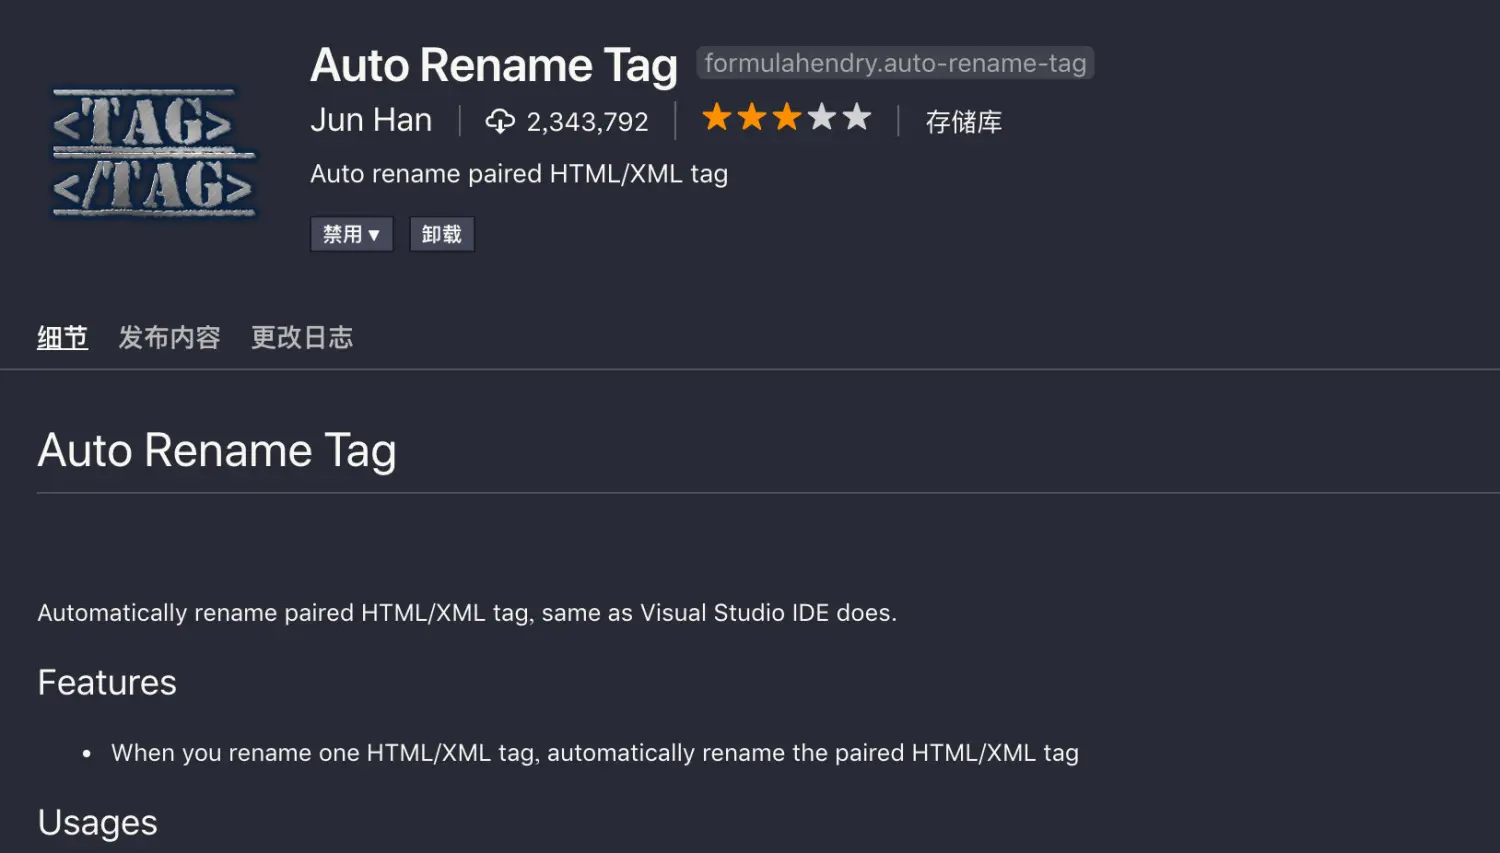 <TAG>
</TAG>
Auto Rename Tag formulahendry.auto-rename-tag
Jun Han 2,343,792 存储库
Auto rename paired HTML/XML tag
禁用 ▾ 卸载
细节 发布内容 更改日志
Auto Rename Tag
Automatically rename paired HTML/XML tag, same as Visual Studio IDE does.
Features
• When you rename one HTML/XML tag, automatically rename the paired HTML/XML tag
Usages